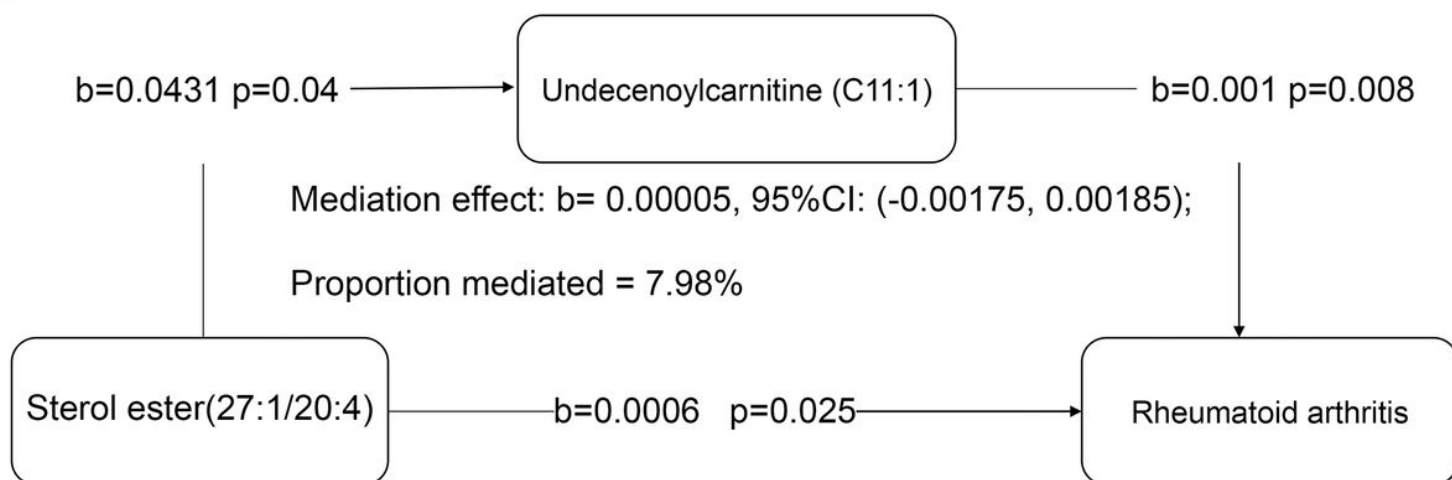 b=0.0431 p=0.04
Undecenoylcarnitine (C11:1)
b=0.001 p=0.008
Mediation effect: b= 0.00005, 95%CI: (-0.00175, 0.00185);
Proportion mediated = 7.98%
Sterol ester(27:1/20:4)
b=0.0006 p=0.025
Rheumatoid arthritis